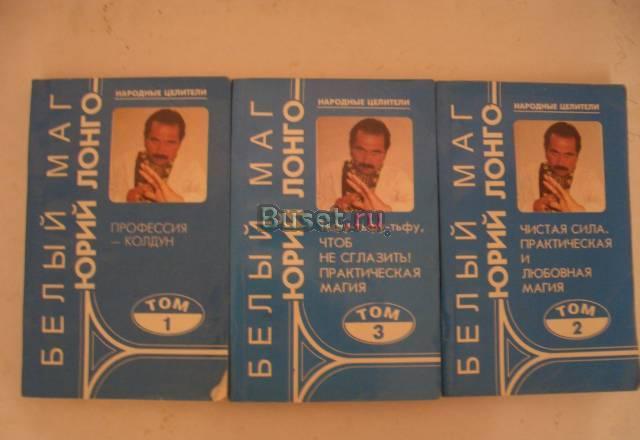 НАРОДНЫЕ ЦЕЛИТЕЛИ
БЕЛЫЙ МАГ
ЮРИЙ ЛОНГО
ПРОФЕССИЯ
– КОЛДУН
ТОМ
1
НАРОДНЫЕ ЦЕЛИТЕЛИ
БЕЛЫЙ МАГ
ЮРИЙ ЛОНГО
тьфу,
ЧТОБ
НЕ СГЛАЗИТЬ!
ПРАКТИЧЕСКАЯ
МАГИЯ
ТОМ
3
НАРОДНЫЕ ЦЕЛИТЕЛИ
БЕЛЫЙ МАГ
ЮРИЙ ЛОНГО
ЧИСТАЯ СИЛА.
ПРАКТИЧЕСКАЯ
И
ЛЮБОВНАЯ
МАГИЯ
ТОМ
2
Buset.ru